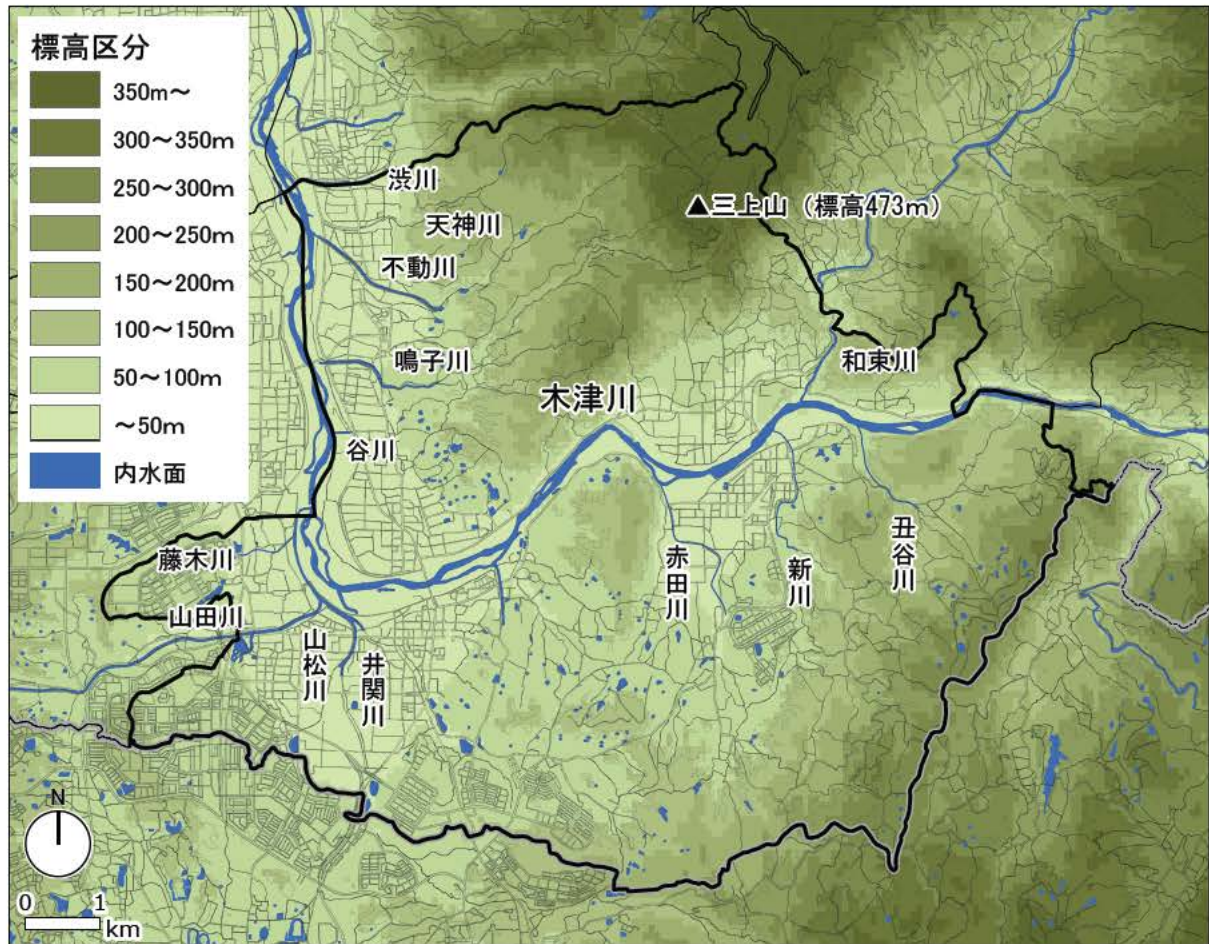 標高区分
350m～
300～350m
250～300m
200～250m
150～200m
100～150m
50～100m
～50m
内水面
渋川
▲三上山（標高473m）
天神川
不動川
鳴子川
和束川
木津川
谷川
藤木川
山田川
山松川
井関川
赤田川
新川
丑谷川
N
0 1
km